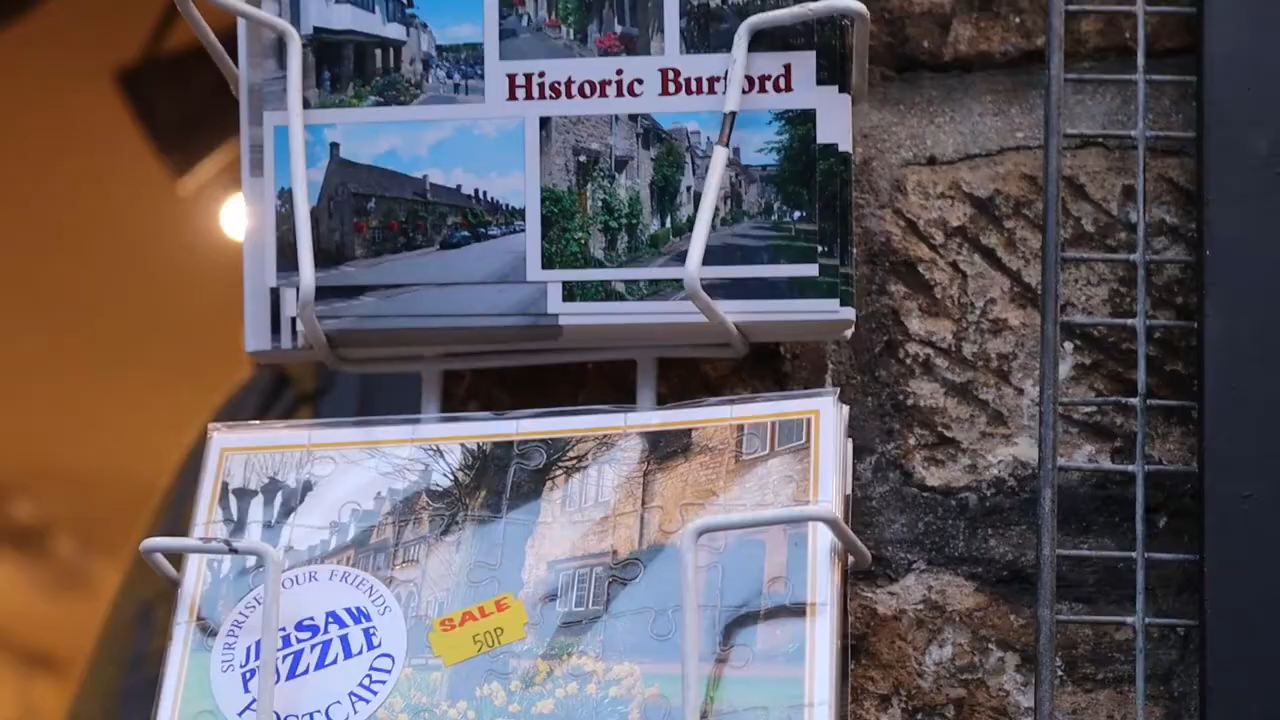 Historic Burford
SURPRISE YOUR FRIENDS
JIGSAW
PUZZLE
POSTCARD
SALE
50P